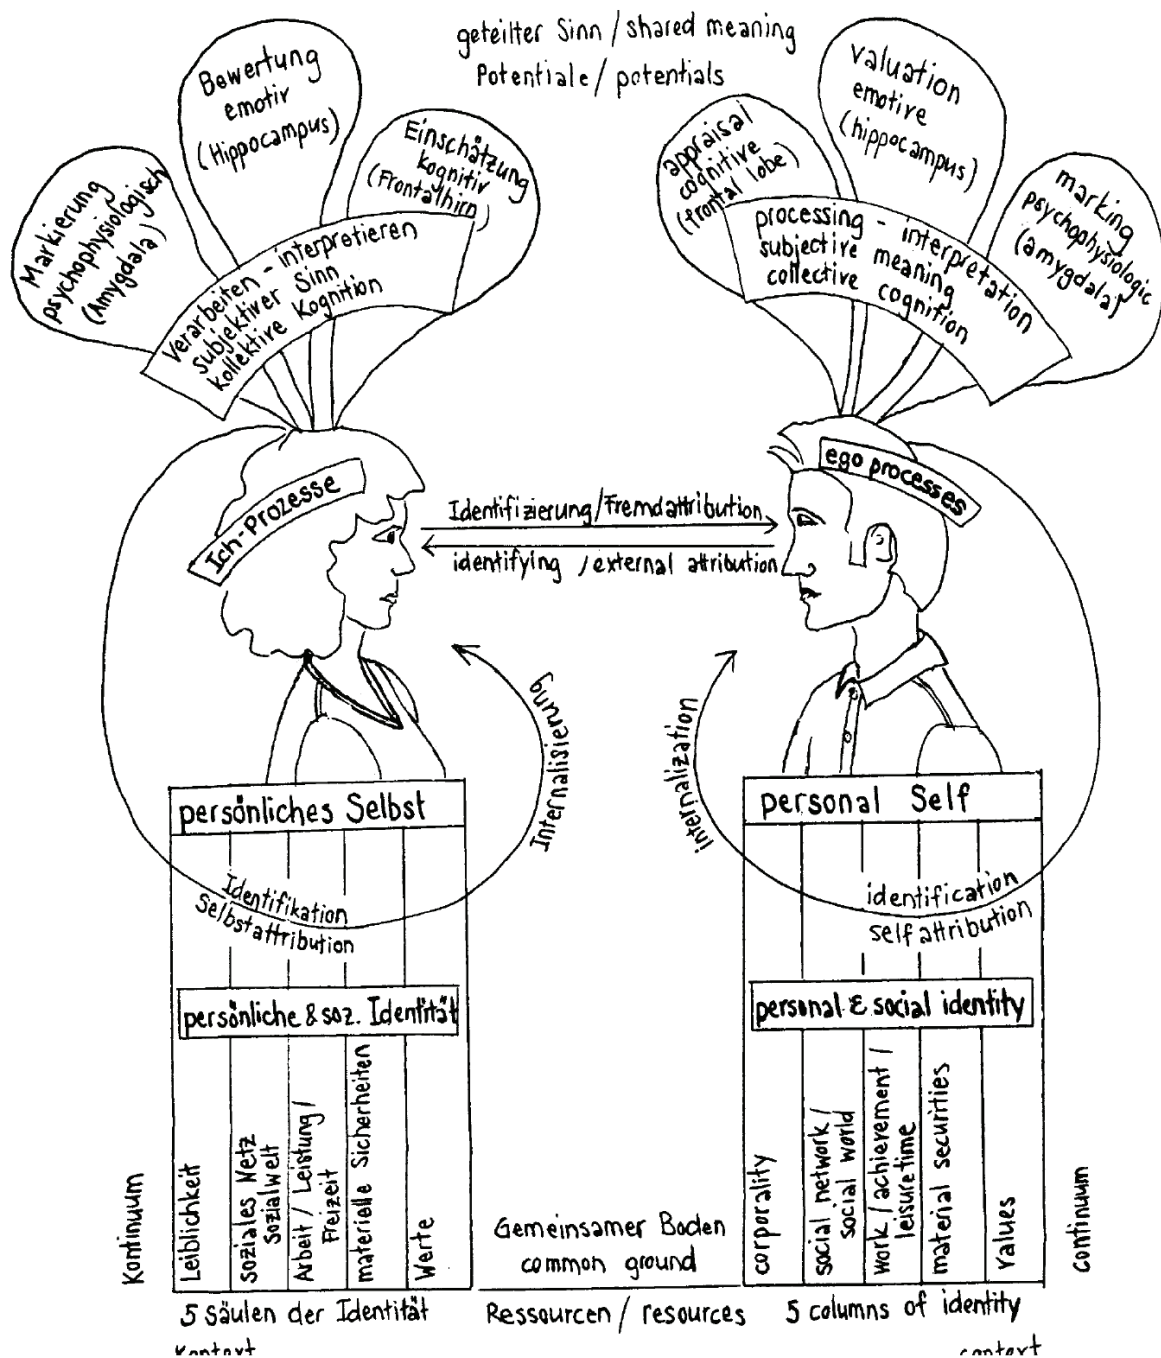 geteilter Sinn / shared meaning
Potentiale / potentials
Markierung
psychophysiologisch
(Amygdala)
Bewertung
emotiv
(Hippocampus)
Einschätzung
kognitiv
(Frontalhirn)
Verarbeiten - interpretieren
subjektiver Sinn
kollektive Kognition
appraisal
cognitive
(frontal lobe)
valuation
emotive
(hippocampus)
marking
psychophysiologic
(amygdala)
processing - interpretation
subjective meaning
collective cognition
Ich-Prozesse
ego processes
Identifizierung/Fremdattribution
identifying / external attribution
Internalisierung
internalization
persönliches Selbst
personal Self
Identifikation
Selbstattribution
identification
self attribution
persönliche & soz. Identität
personal & social identity
Kontinuum
Leiblichkeit
soziales Netz
Sozialwelt
Arbeit / Leistung /
Freizeit
materielle Sicherheiten
Werte
Gemeinsamer Boden
common ground
corporality
social network /
social world
work / achievement /
leisure time
material securities
values
continuum
5 Säulen der Identität
Ressourcen / resources
5 columns of identity
Kontext
context